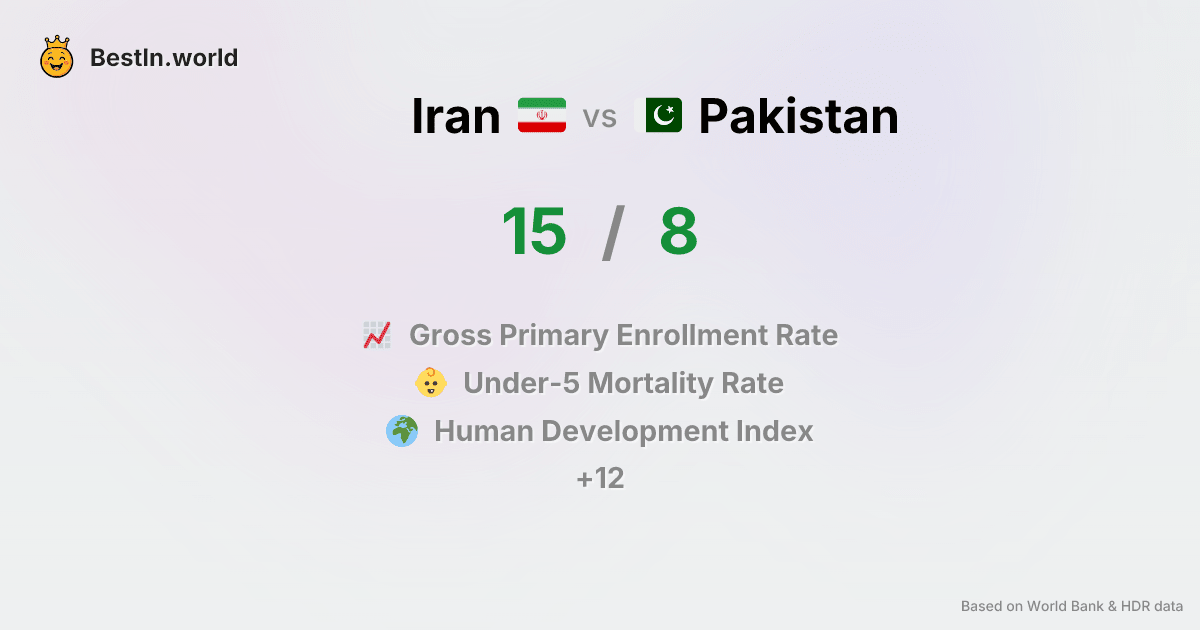 BestIn.world
Iran vs Pakistan
15 / 8
Gross Primary Enrollment Rate
Under-5 Mortality Rate
Human Development Index
+12
Based on World Bank & HDR data